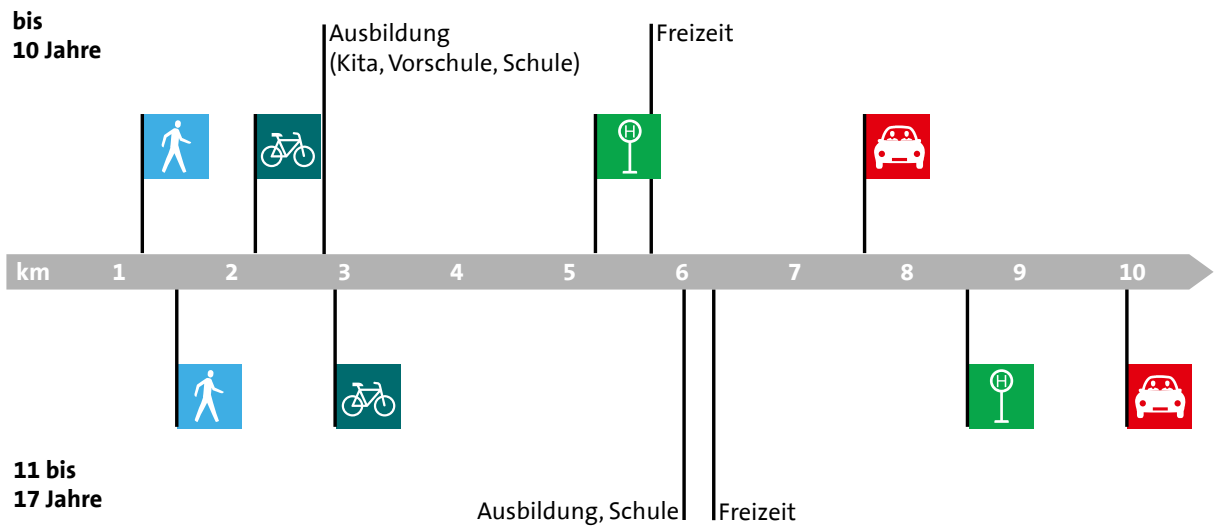 bis
10 Jahre
Ausbildung
(Kita, Vorschule, Schule)
Freizeit
H
km 1 2 3 4 5 6 7 8 9 10
H
11 bis
17 Jahre
Ausbildung, Schule
Freizeit